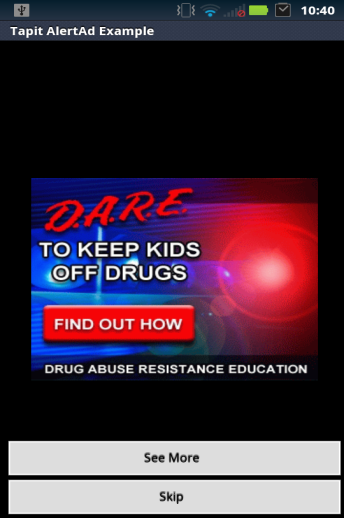 10:40
Tapit AlertAd Example
D.A.R.E.
TO KEEP KIDS
OFF DRUGS
FIND OUT HOW
DRUG ABUSE RESISTANCE EDUCATION
See More
Skip